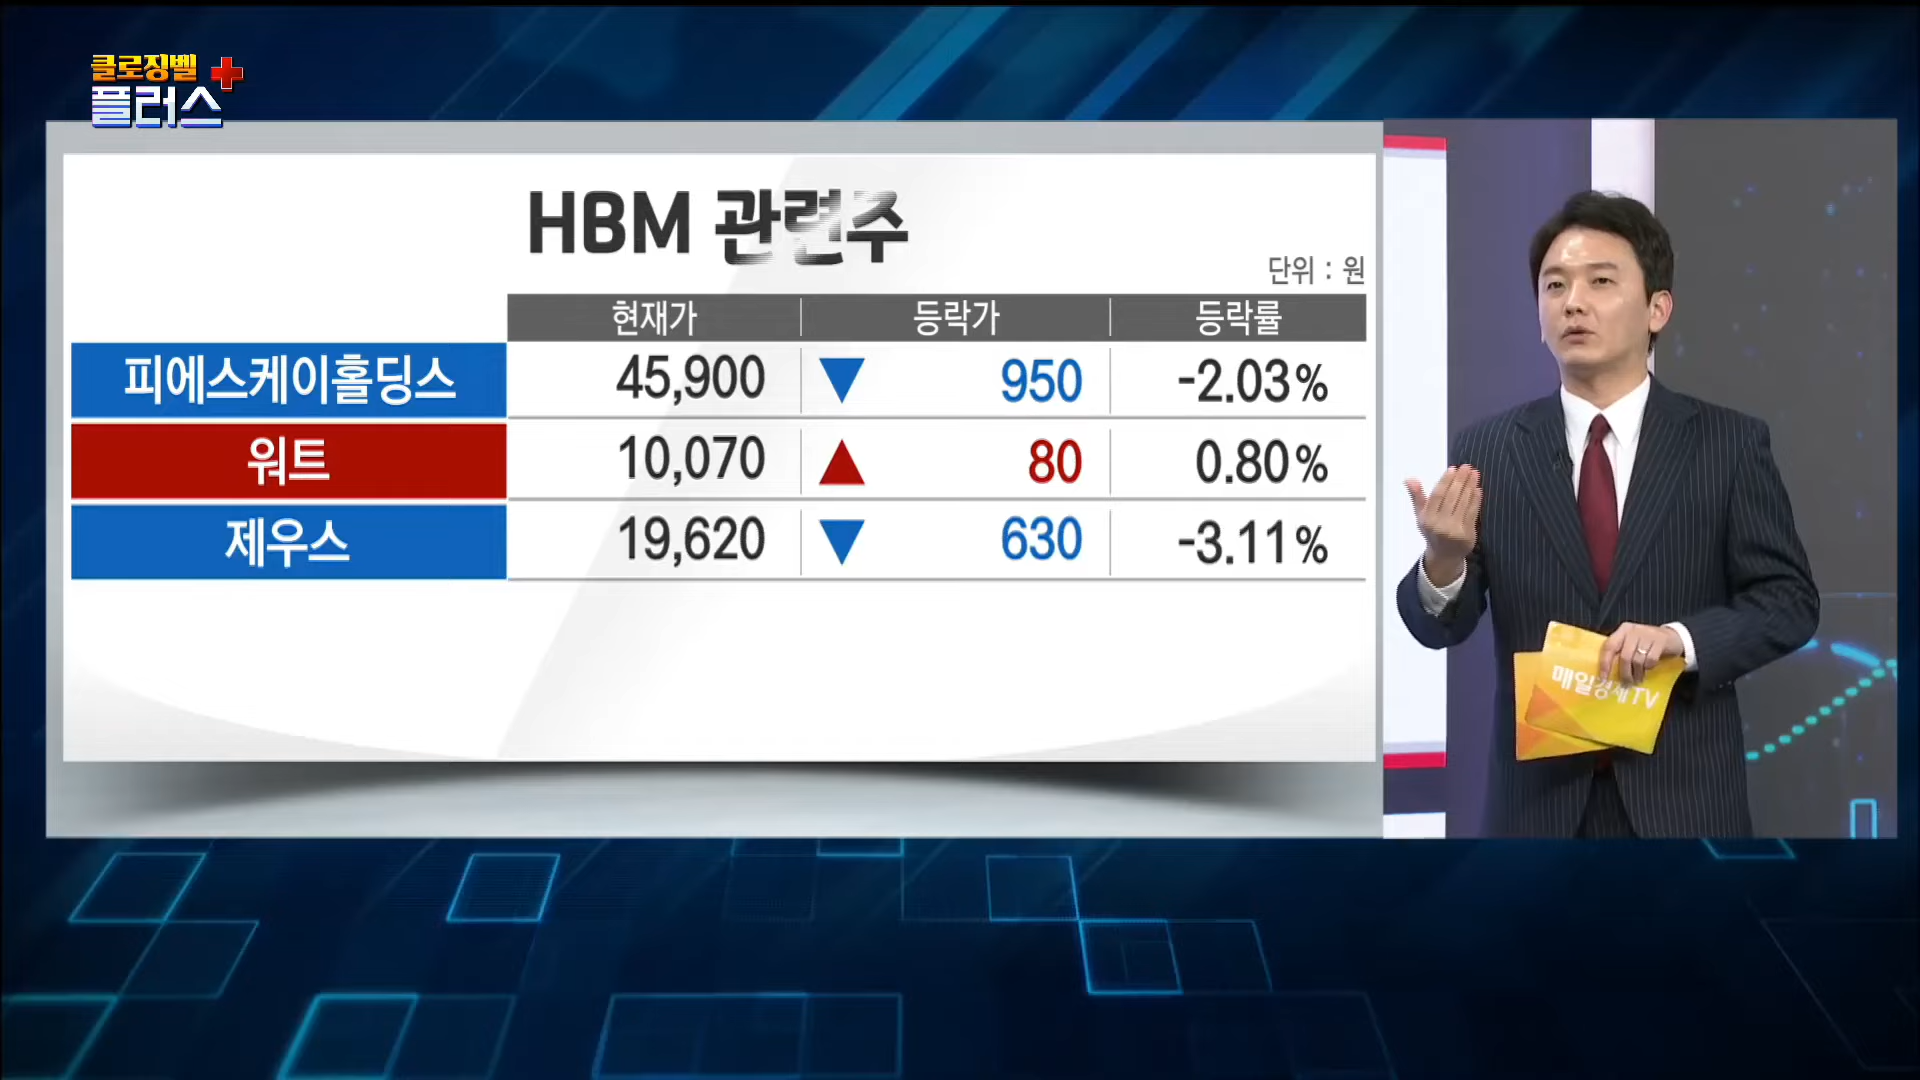 클로징벨
플러스
HBM 관련주
단위 : 원
현재가 등락가 등락률
피에스케이홀딩스 45,900 ▼ 950 -2.03%
워트 10,070 ▲ 80 0.80%
제우스 19,620 ▼ 630 -3.11%
매일경제TV